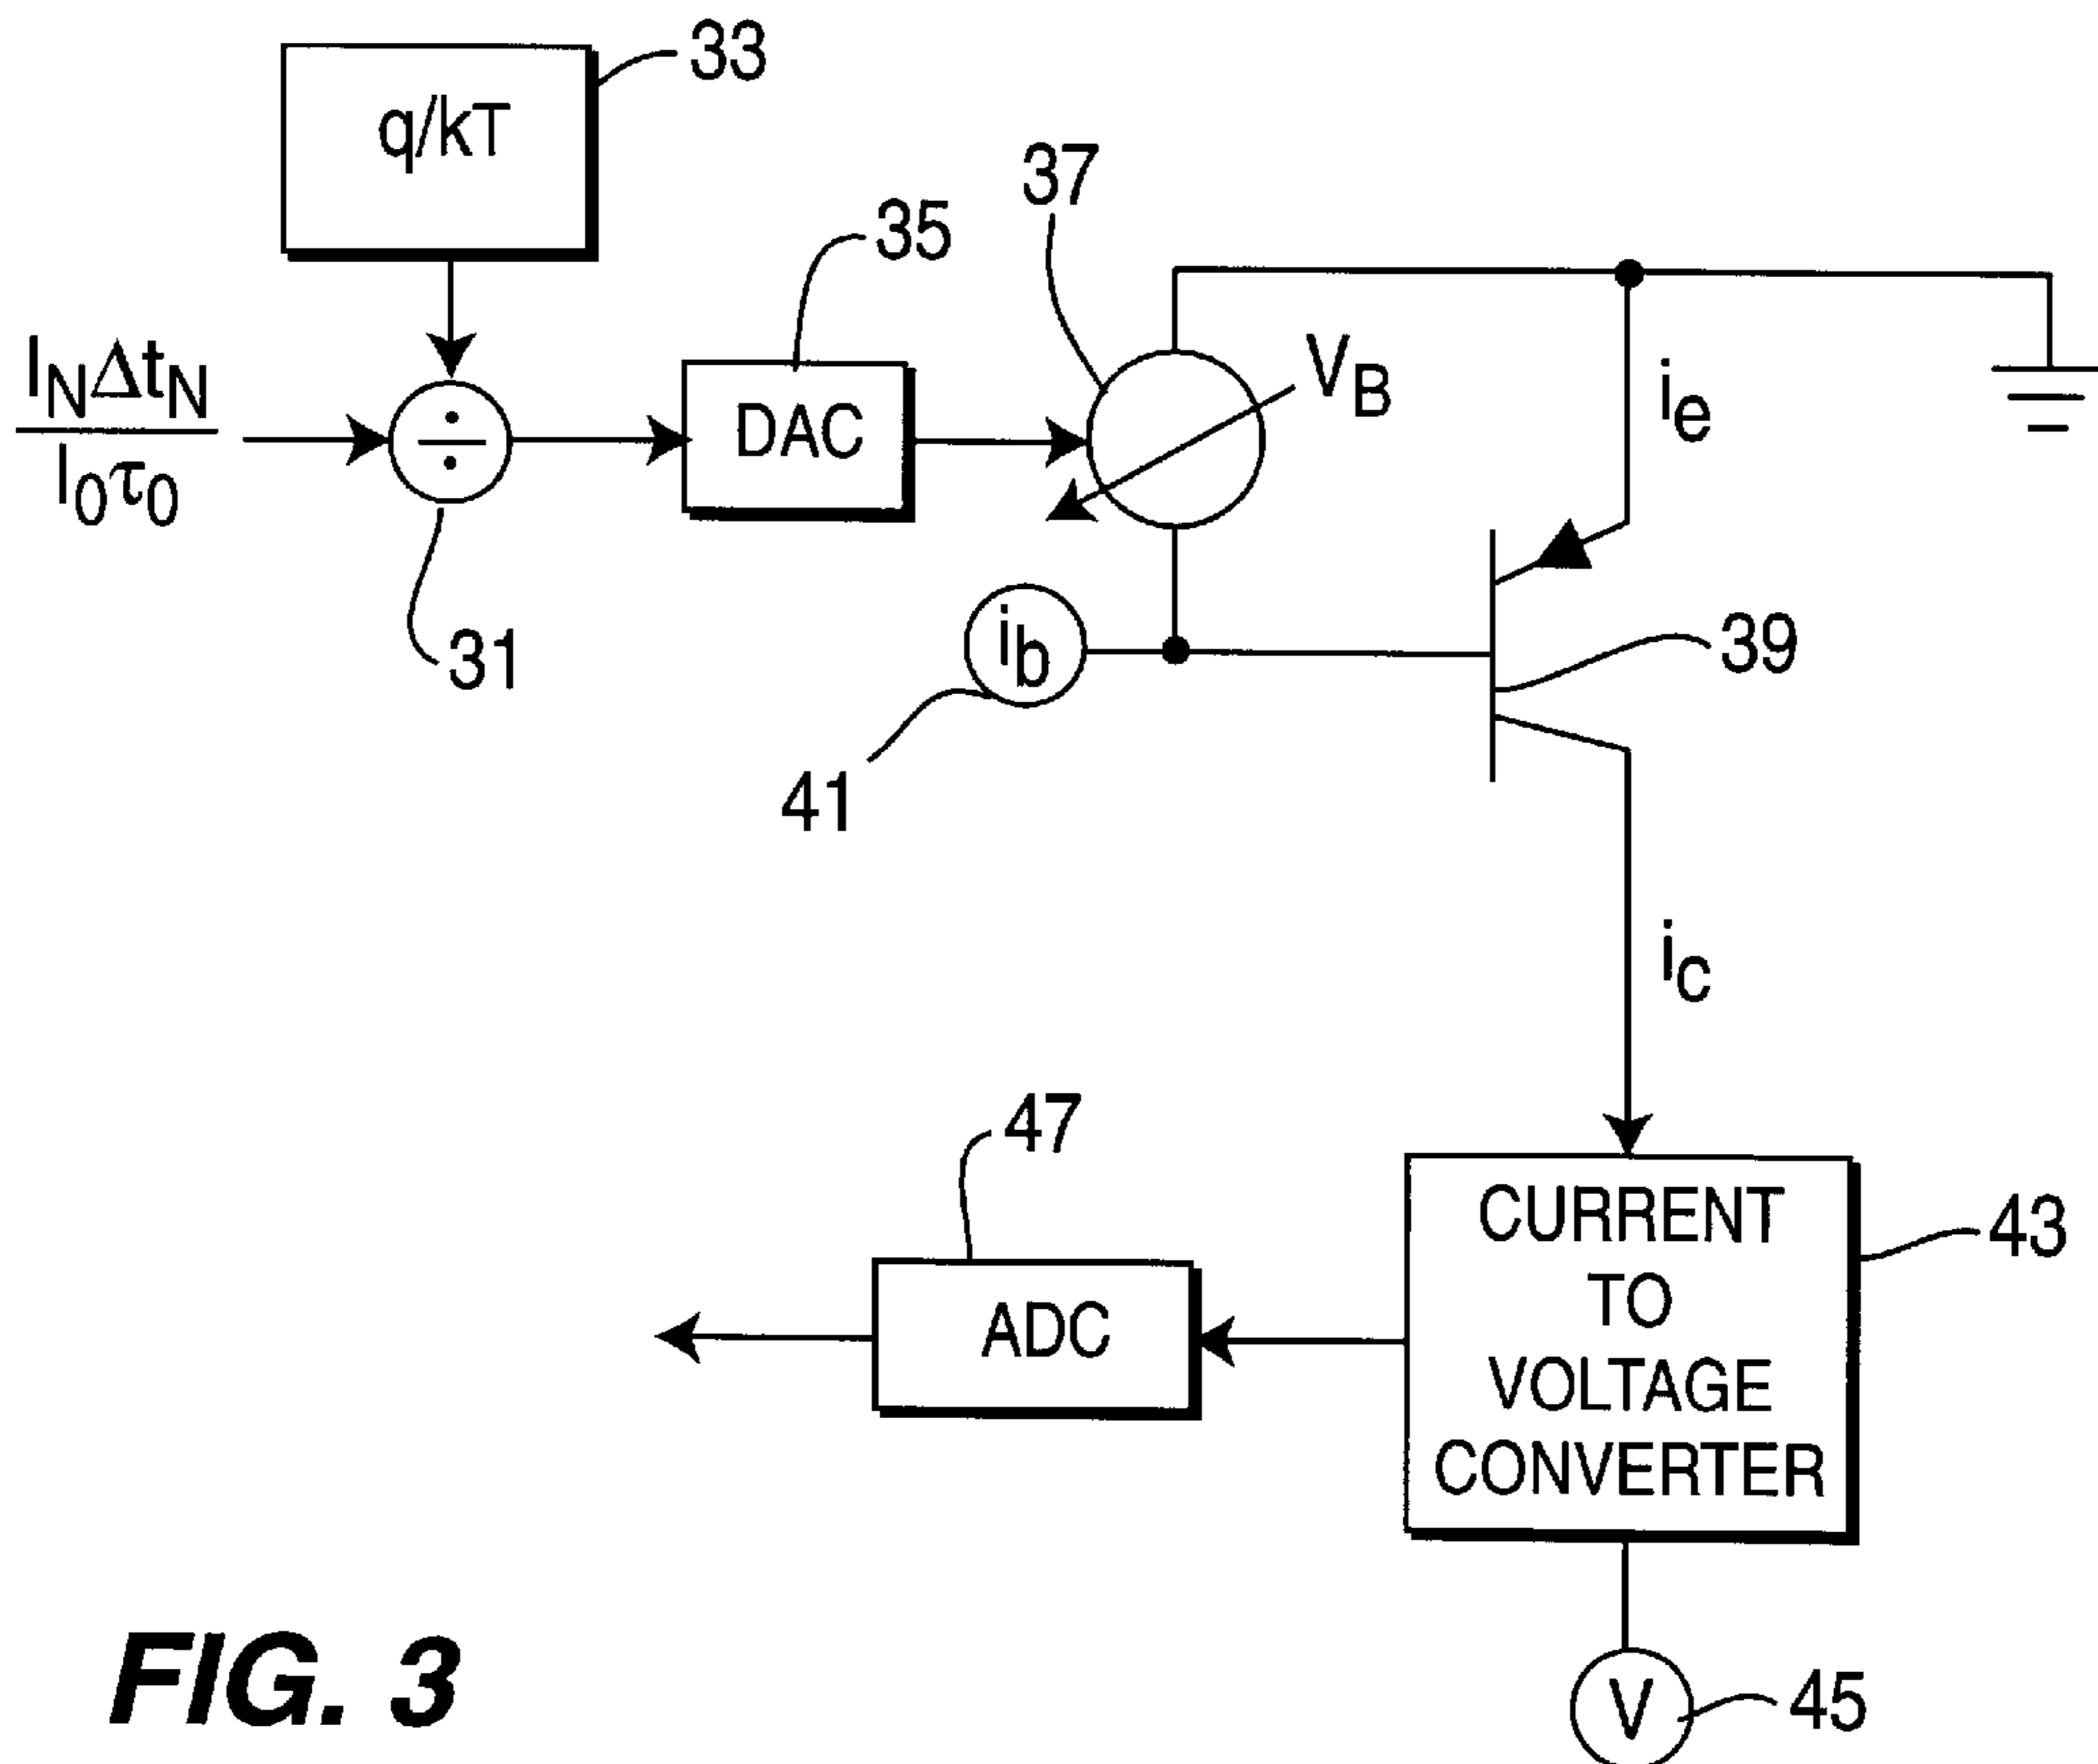 33
q/kT
37
35
I_NΔt_N
I_0τ_0
÷
DAC
V_B
i_e
31
i_b
39
41
i_c
47
CURRENT
TO
VOLTAGE
CONVERTER
43
ADC
FIG. 3
V
45